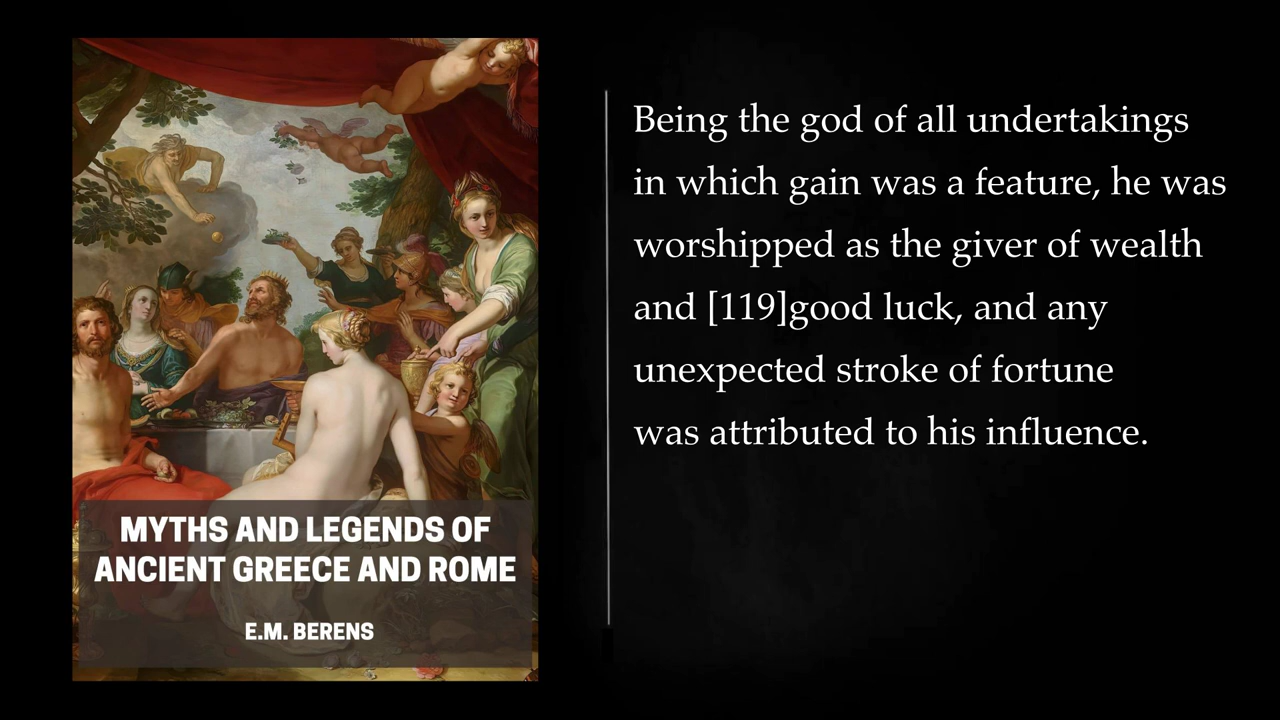 MYTHS AND LEGENDS OF
ANCIENT GREECE AND ROME
E.M. BERENS
Being the god of all undertakings
in which gain was a feature, he was
worshipped as the giver of wealth
and [119]good luck, and any
unexpected stroke of fortune
was attributed to his influence.